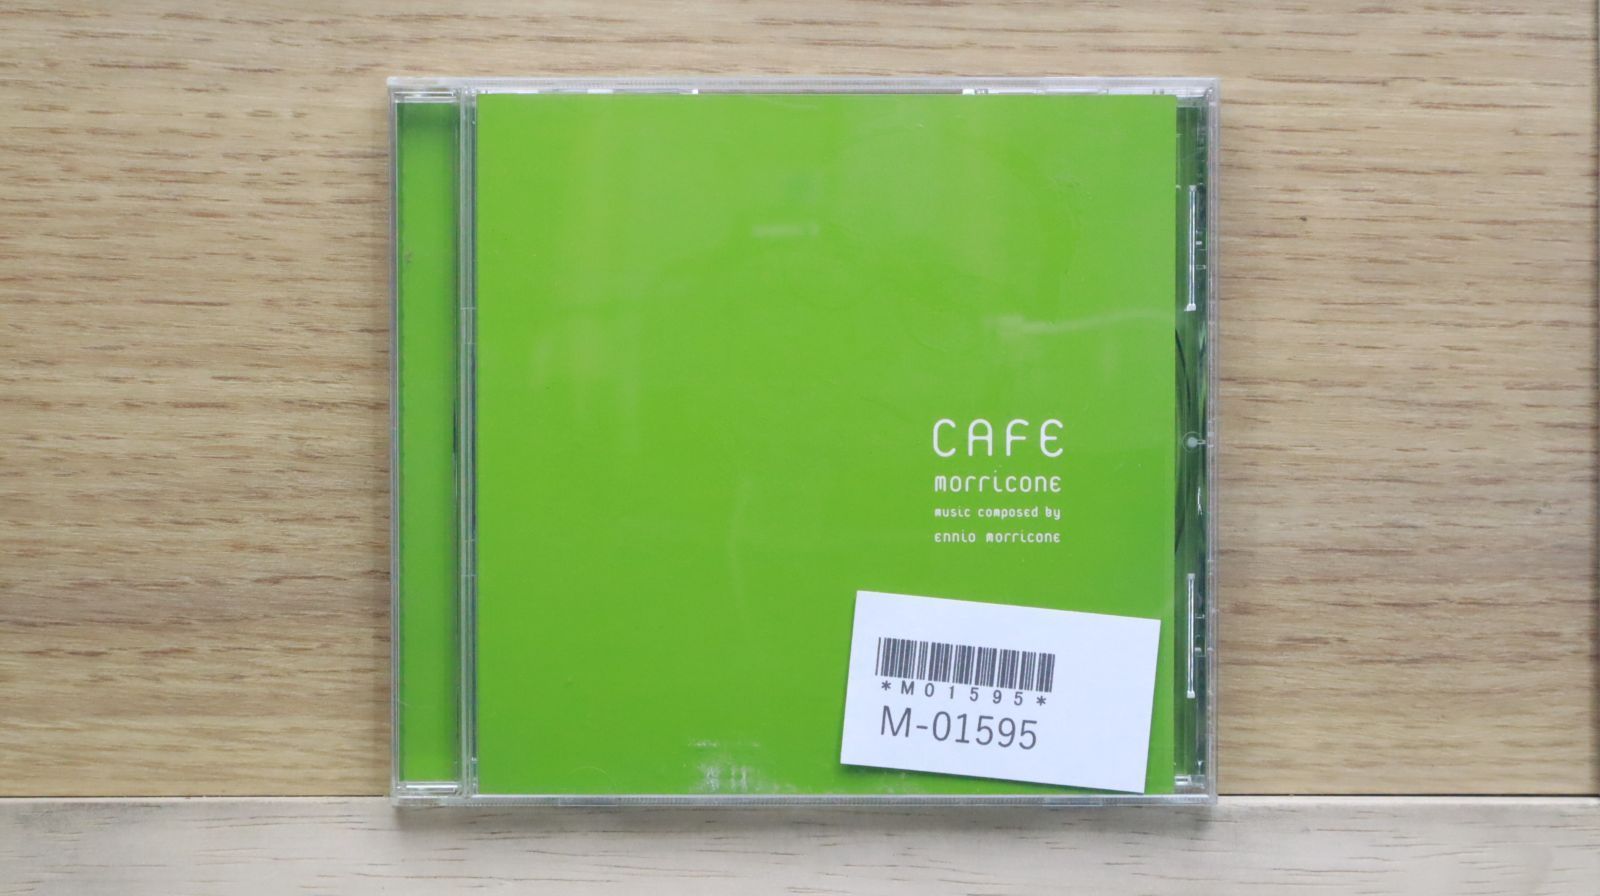 CAFE
morricone
music composed by
ennio morricone
*M01595*
M-01595